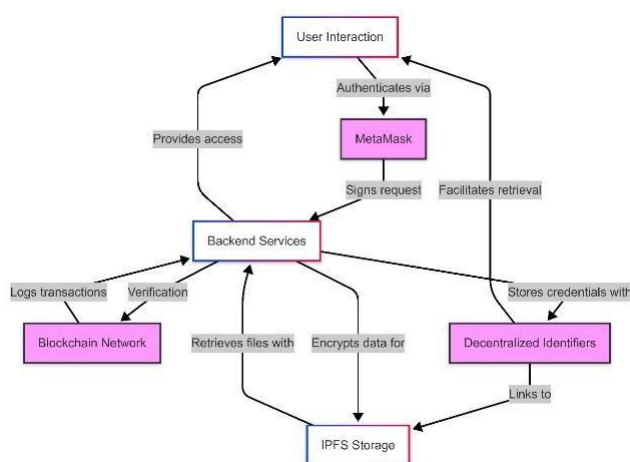 User Interaction
Authenticates via
Provides access
MetaMask
Facilitates retrieval
Signs request
Backend Services
Logs transactions
Verification
Stores credentials with
Blockchain Network
Retrieves files with
Encrypts data for
Decentralized Identifiers
Links to
IPFS Storage